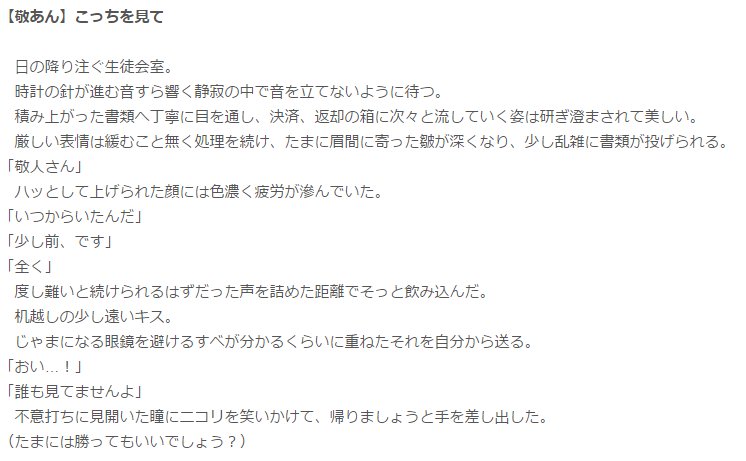 【敬あん】こっちを見て
日の降り注ぐ生徒会室。
時計の針が進む音すら響く静寂の中で音を立てないように待つ。
積み上がった書類へ丁寧に目を通し、決済、返却の箱に次々と流していく姿は研ぎ澄まされて美しい。
厳しい表情は緩むこと無く処理を続け、たまに眉間に寄った皺が深くなり、少し乱雑に書類が投げられる。
「敬人さん」
ハッとして上げられた顔には色濃く疲労が滲んでいた。
「いつからいたんだ」
「少し前、です」
「全く」
度し難いと続けられるはずだった声を詰めた距離でそっと飲み込んだ。
机越しの少し遠いキス。
じゃまになる眼鏡を避けるすべが分かるくらいに重ねたそれを自分から送る。
「おい…！」
「誰も見てませんよ」
不意打ちに見開いた瞳にニコリを笑いかけて、帰りましょうと手を差し出した。
（たまには勝ってもいいでしょう？）